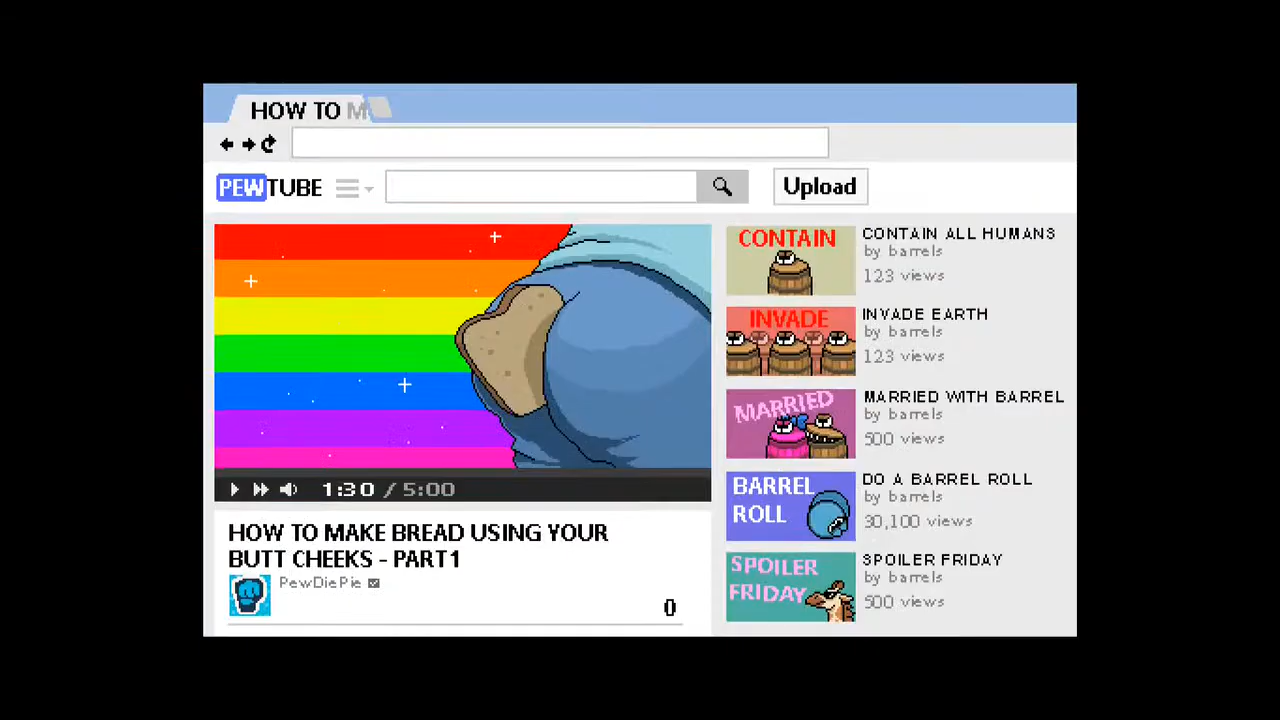 HOW TO M
PEWTUBE
Upload
1:30 / 5:00
HOW TO MAKE BREAD USING YOUR
BUTT CHEEKS - PART1
PewDiePie
0
CONTAIN
CONTAIN ALL HUMANS
by barrels
123 views
INVADE
INVADE EARTH
by barrels
123 views
MARRIED
MARRIED WITH BARREL
by barrels
500 views
BARREL
ROLL
DO A BARREL ROLL
by barrels
30,100 views
SPOILER
FRIDAY
SPOILER FRIDAY
by barrels
500 views